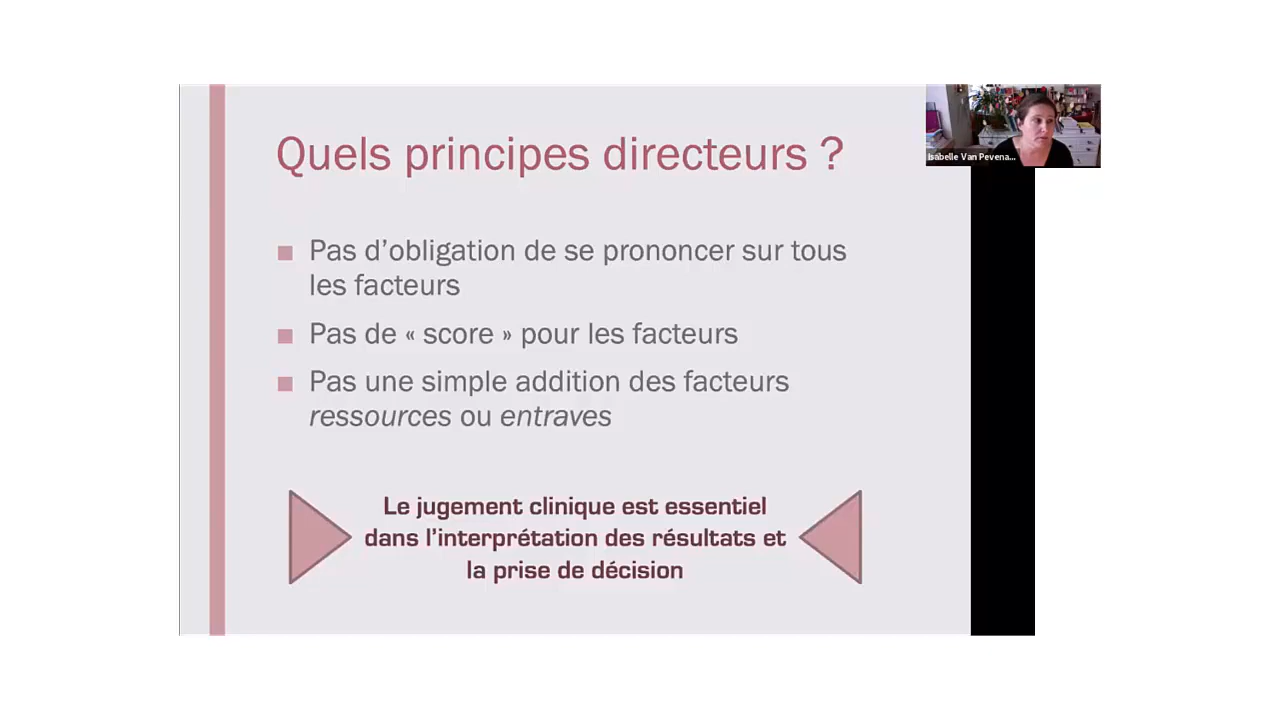 Quels principes directeurs ?
Isabelle Van Pevena...
Pas d’obligation de se prononcer sur tous
les facteurs
Pas de « score » pour les facteurs
Pas une simple addition des facteurs
ressources ou entraves
Le jugement clinique est essentiel
dans l’interprétation des résultats et
la prise de décision